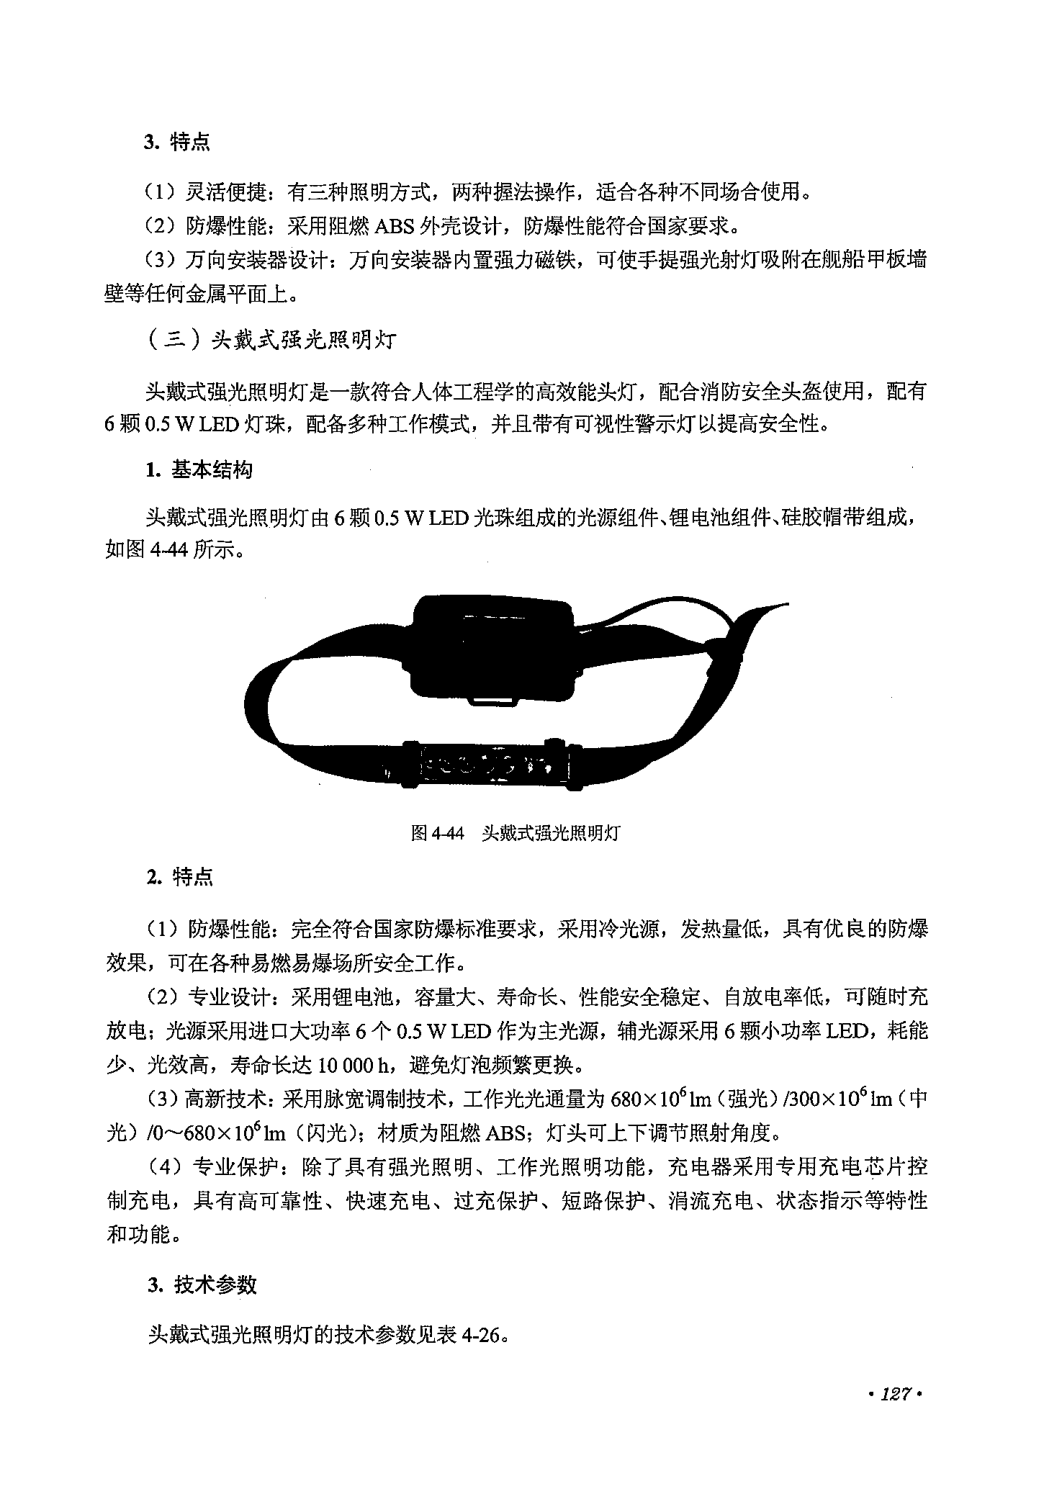 3. 特点
（1）灵活便捷：有三种照明方式，两种握法操作，适合各种不同场合使用。
（2）防爆性能：采用阻燃 ABS 外壳设计，防爆性能符合国家要求。
（3）万向安装器设计：万向安装器内置强力磁铁，可使手提强光射灯吸附在舰船甲板墙
壁等任何金属平面上。
（三）头戴式强光照明灯
头戴式强光照明灯是一款符合人体工程学的高效能头灯，配合消防安全头盔使用，配有
6 颗 0.5 W LED 灯珠，配备多种工作模式，并且带有可视性警示灯以提高安全性。
1. 基本结构
头戴式强光照明灯由 6 颗 0.5 W LED 光珠组成的光源组件、锂电池组件、硅胶帽带组成，
如图 4-44 所示。
图 4-44 头戴式强光照明灯
2. 特点
（1）防爆性能：完全符合国家防爆标准要求，采用冷光源，发热量低，具有优良的防爆
效果，可在各种易燃易爆场所安全工作。
（2）专业设计：采用锂电池，容量大、寿命长、性能安全稳定、自放电率低，可随时充
放电；光源采用进口大功率 6 个 0.5 W LED 作为主光源，辅光源采用 6 颗小功率 LED，耗能
少、光效高，寿命长达 10 000 h，避免灯泡频繁更换。
（3）高新技术：采用脉宽调制技术，工作光光通量为 680×10⁶ lm（强光）/300×10⁶ lm（中
光）/0～680×10⁶ lm（闪光）；材质为阻燃 ABS；灯头可上下调节照射角度。
（4）专业保护：除了具有强光照明、工作光照明功能，充电器采用专用充电芯片控
制充电，具有高可靠性、快速充电、过充保护、短路保护、涓流充电、状态指示等特性
和功能。
3. 技术参数
头戴式强光照明灯的技术参数见表 4-26。
·127·